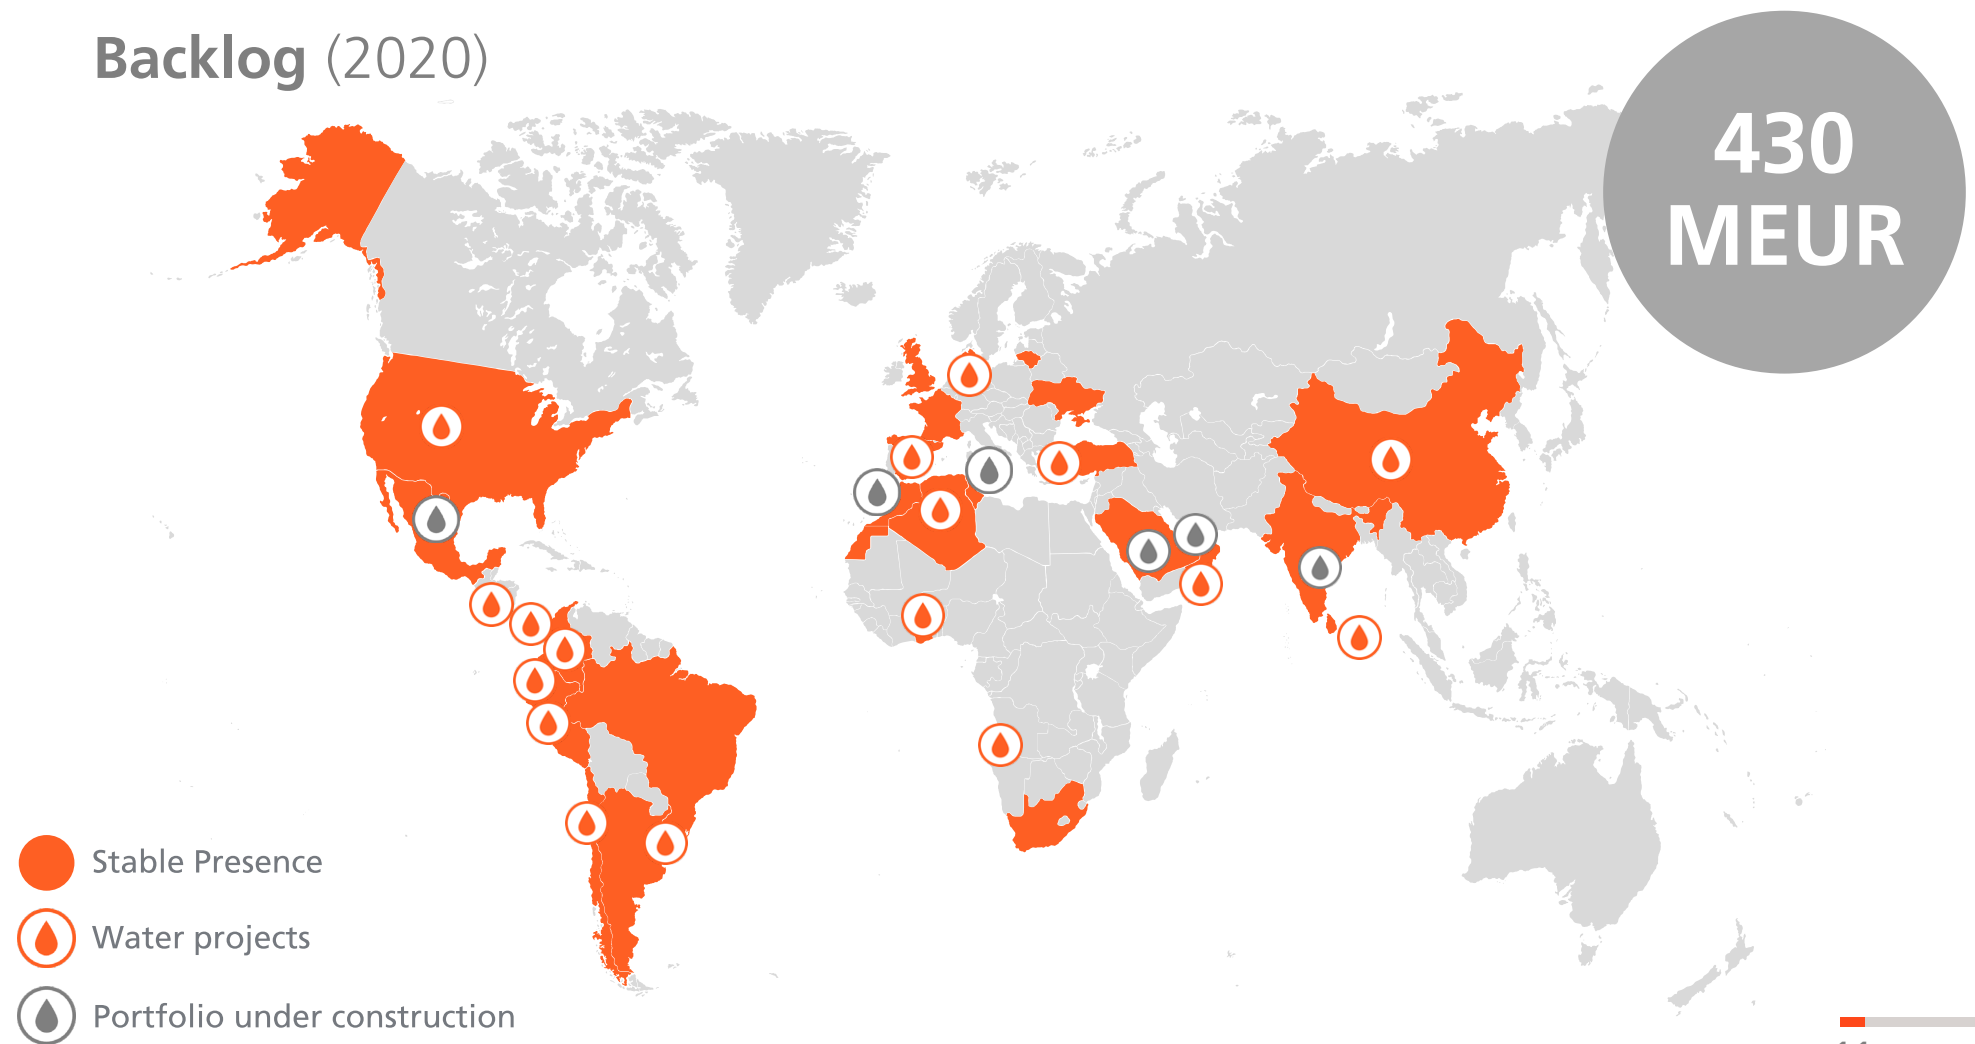 Backlog (2020)
430
MEUR
Stable Presence
Water projects
Portfolio under construction